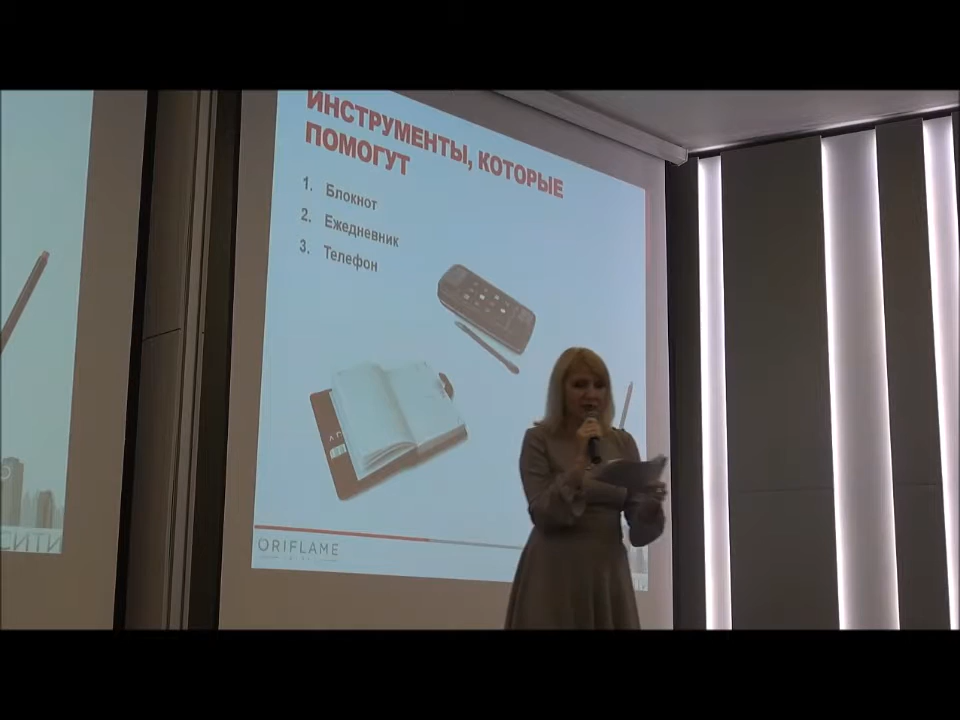 ИНСТРУМЕНТЫ, КОТОРЫЕ
ПОМОГУТ
1. Блокнот
2. Ежедневник
3. Телефон
ORIFLAME
СИТИ